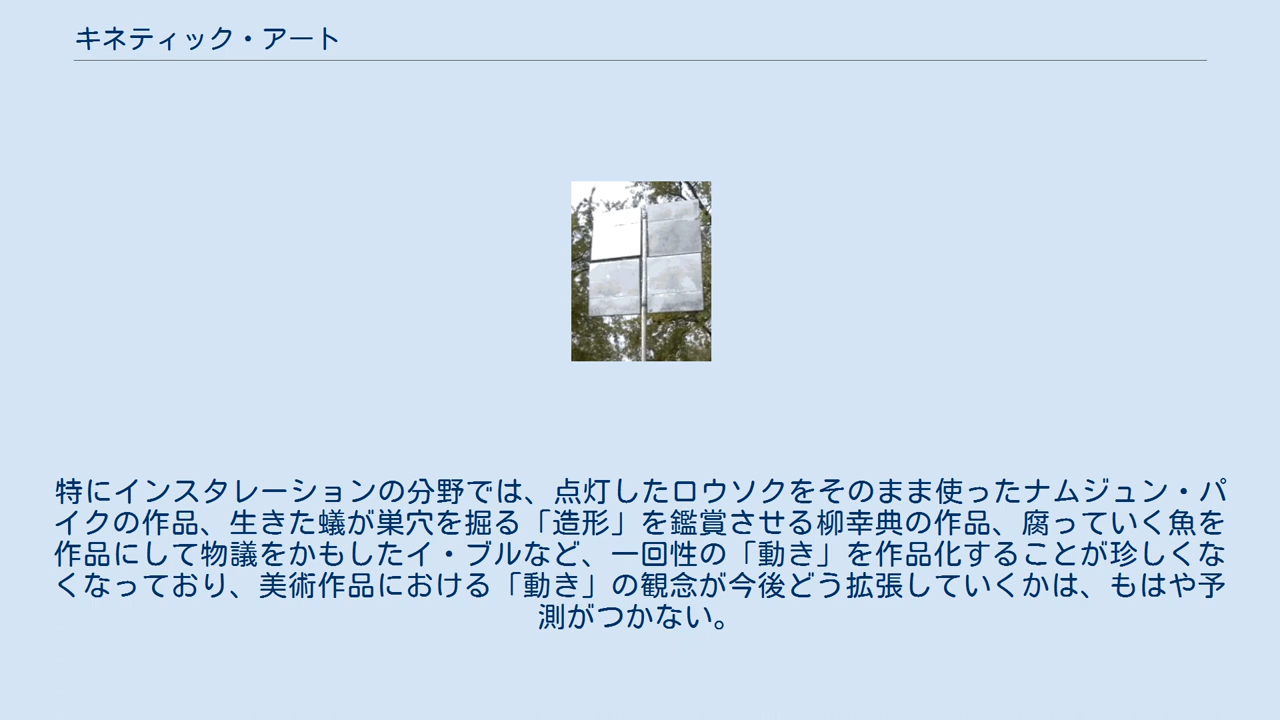 キネティック・アート
特にインスタレーションの分野では、点灯したロウソクをそのまま使ったナムジュン・パ
イクの作品、生きた蟻が巣穴を掘る「造形」を鑑賞させる柳幸典の作品、腐っていく魚を
作品にして物議をかもしたイ・ブルなど、一回性の「動き」を作品化することが珍しくな
くなっており、美術作品における「動き」の観念が今後どう拡張していくかは、もはや予
測がつかない。